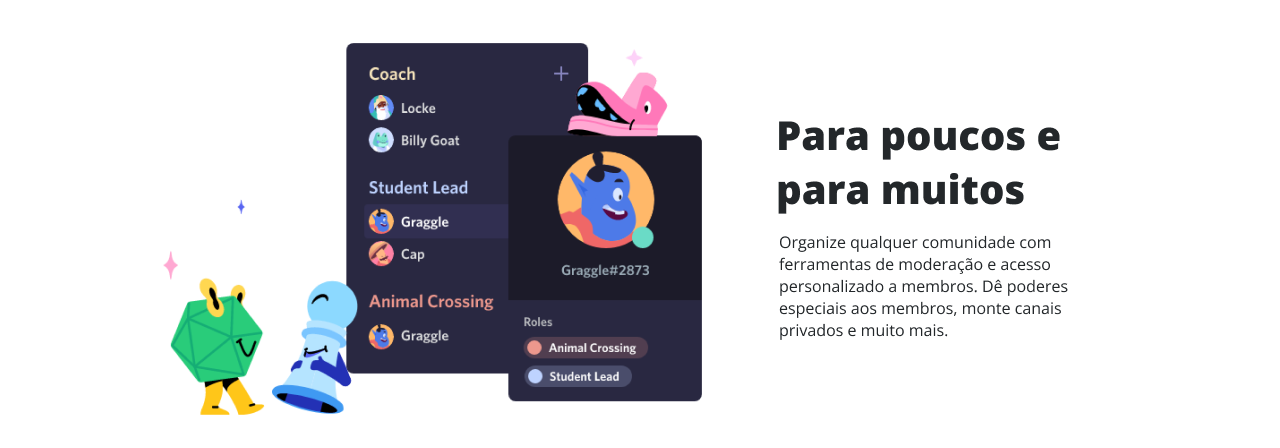 Coach
Locke
Billy Goat
Student Lead
Graggle
Cap
Animal Crossing
Graggle
Graggle#2873
Roles
Animal Crossing
Student Lead
Para poucos e
para muitos
Organize qualquer comunidade com
ferramentas de moderação e acesso
personalizado a membros. Dê poderes
especiais aos membros, monte canais
privados e muito mais.